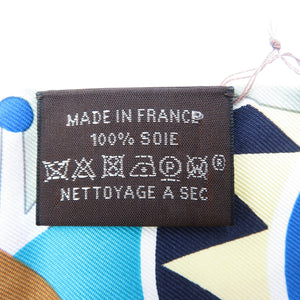 MADE IN FRANCE
100% SOIE
P W ®
NETTOYAGE A SEC